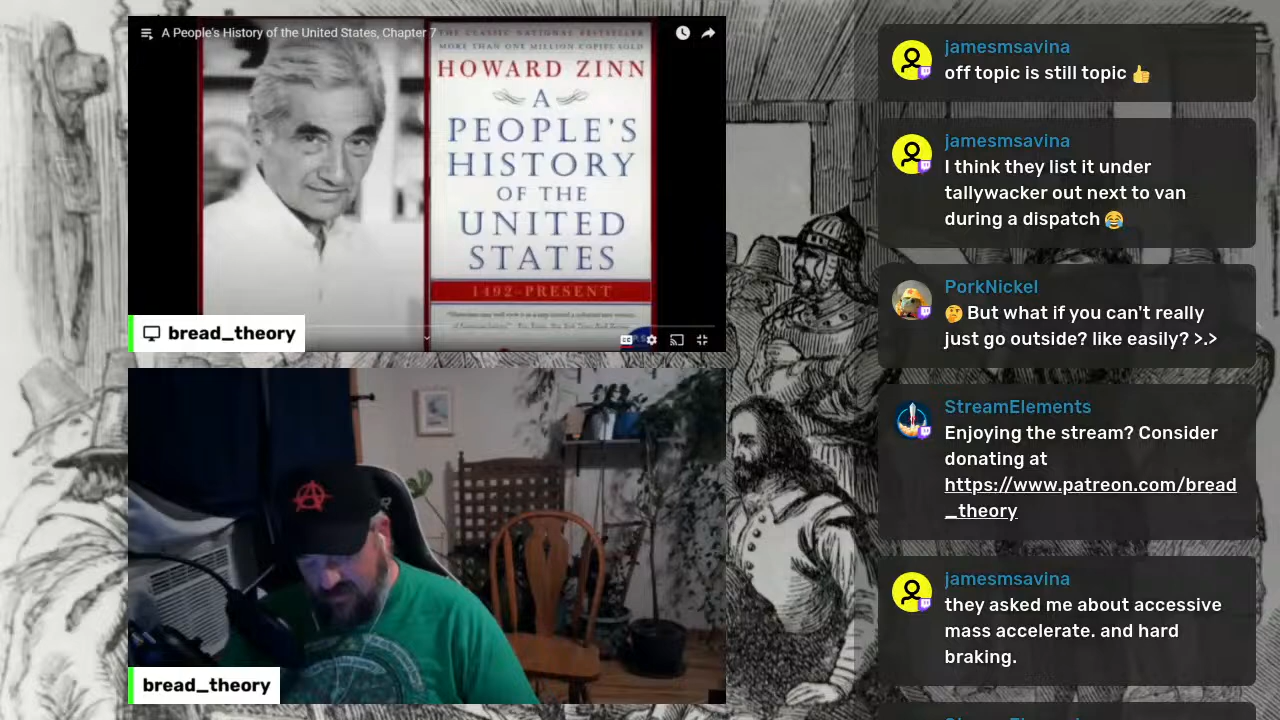 A People's History of the United States, Chapter 7
THE CLASSIC NATIONAL BESTSELLER
MORE THAN ONE MILLION COPIES SOLD
HOWARD ZINN
A
PEOPLE'S
HISTORY
OF THE
UNITED
STATES
1492–PRESENT
bread_theory
bread_theory
jamesmsavina
off topic is still topic 👍
jamesmsavina
I think they list it under
tallywacker out next to van
during a dispatch 😂
PorkNickel
🤔 But what if you can't really
just go outside? like easily? >.>
StreamElements
Enjoying the stream? Consider
donating at
https://www.patreon.com/bread
_theory
jamesmsavina
they asked me about accessive
mass accelerate. and hard
braking.